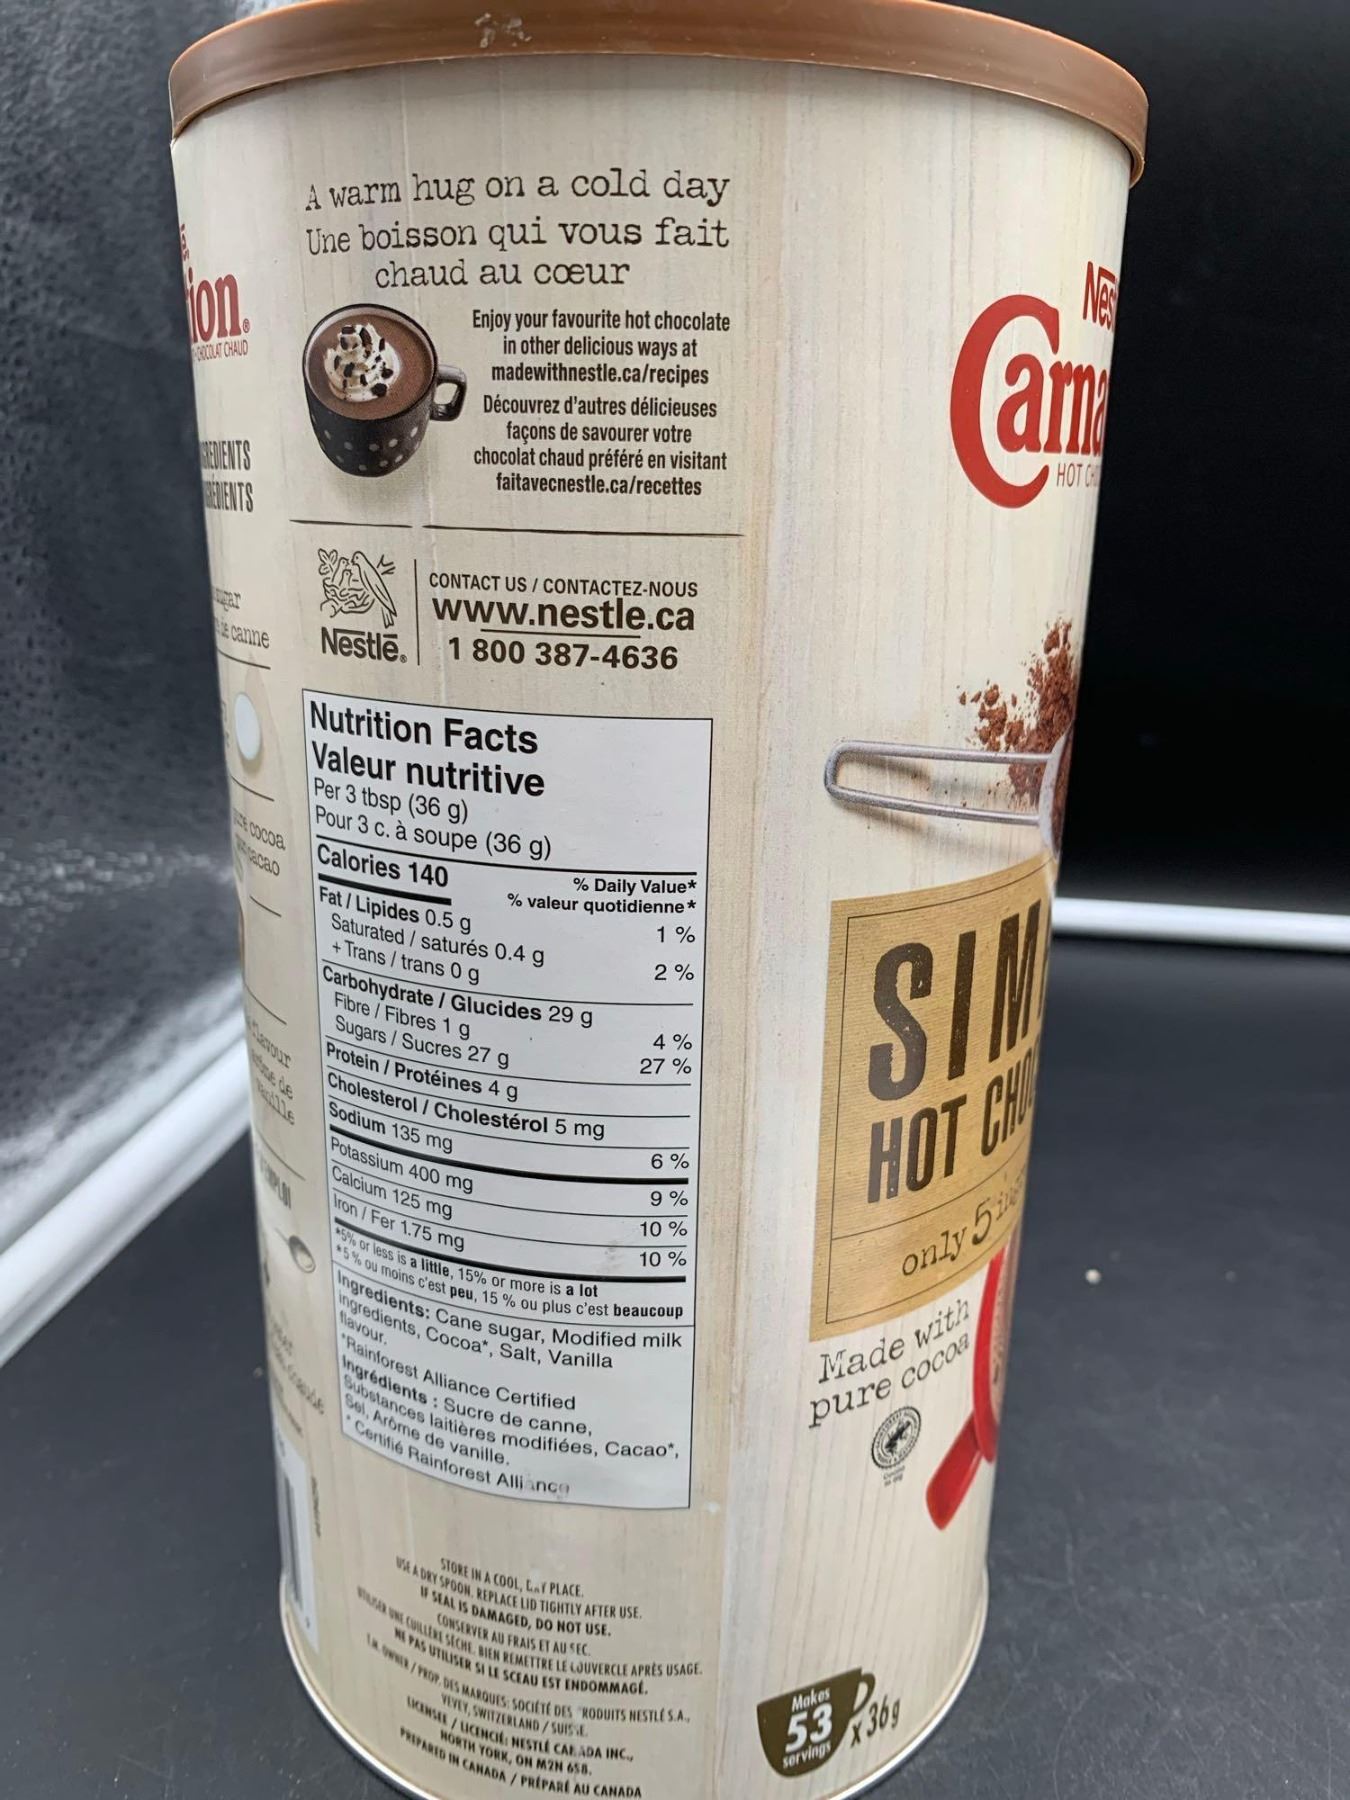 A warm hug on a cold day
Une boisson qui vous fait
chaud au cœur
Enjoy your favourite hot chocolate
in other delicious ways at
madewithnestle.ca/recipes
Découvrez d'autres délicieuses
façons de savourer votre
chocolat chaud préféré en visitant
faitavecnestle.ca/recettes
Nestlé®
CONTACT US / CONTACTEZ-NOUS
www.nestle.ca
1 800 387-4636
Nutrition Facts
Valeur nutritive
Per 3 tbsp (36 g)
Pour 3 c. à soupe (36 g)
Calories 140
% Daily Value*
% valeur quotidienne*
Fat / Lipides 0.5 g 1 %
Saturated / saturés 0.4 g
+ Trans / trans 0 g 2 %
Carbohydrate / Glucides 29 g
Fibre / Fibres 1 g 4 %
Sugars / Sucres 27 g 27 %
Protein / Protéines 4 g
Cholesterol / Cholestérol 5 mg
Sodium 135 mg 6 %
Potassium 400 mg 9 %
Calcium 125 mg 10 %
Iron / Fer 1.75 mg 10 %
*5% or less is a little, 15% or more is a lot
*5 % ou moins c'est peu, 15 % ou plus c'est beaucoup
Ingredients: Cane sugar, Modified milk
ingredients, Cocoa*, Salt, Vanilla
flavour.
*Rainforest Alliance Certified
Ingrédients : Sucre de canne,
Substances laitières modifiées, Cacao*,
Sel, Arôme de vanille.
*Certifié Rainforest Alliance
STORE IN A COOL, DRY PLACE.
USE A DRY SPOON. REPLACE LID TIGHTLY AFTER USE.
IF SEAL IS DAMAGED, DO NOT USE.
CONSERVER AU FRAIS ET AU SEC.
UTILISER UNE CUILLÈRE SÈCHE. BIEN REMETTRE LE COUVERCLE APRÈS USAGE.
NE PAS UTILISER SI LE SCEAU EST ENDOMMAGÉ.
T.M. OWNER / PROP. DES MARQUES: SOCIÉTÉ DES PRODUITS NESTLÉ S.A.,
VEVEY, SWITZERLAND / SUISSE.
LICENSEE / LICENCIÉ: NESTLÉ CANADA INC.,
NORTH YORK, ON M2N 6S8.
PREPARED IN CANADA / PRÉPARÉ AU CANADA
ion®
CHOCOLAT CHAUD
canne
cocoa
cacao
Nes
Carna
HOT CH
SIM
HOT CHO
only 5
Made with
pure cocoa
Makes
53
servings
x 36g